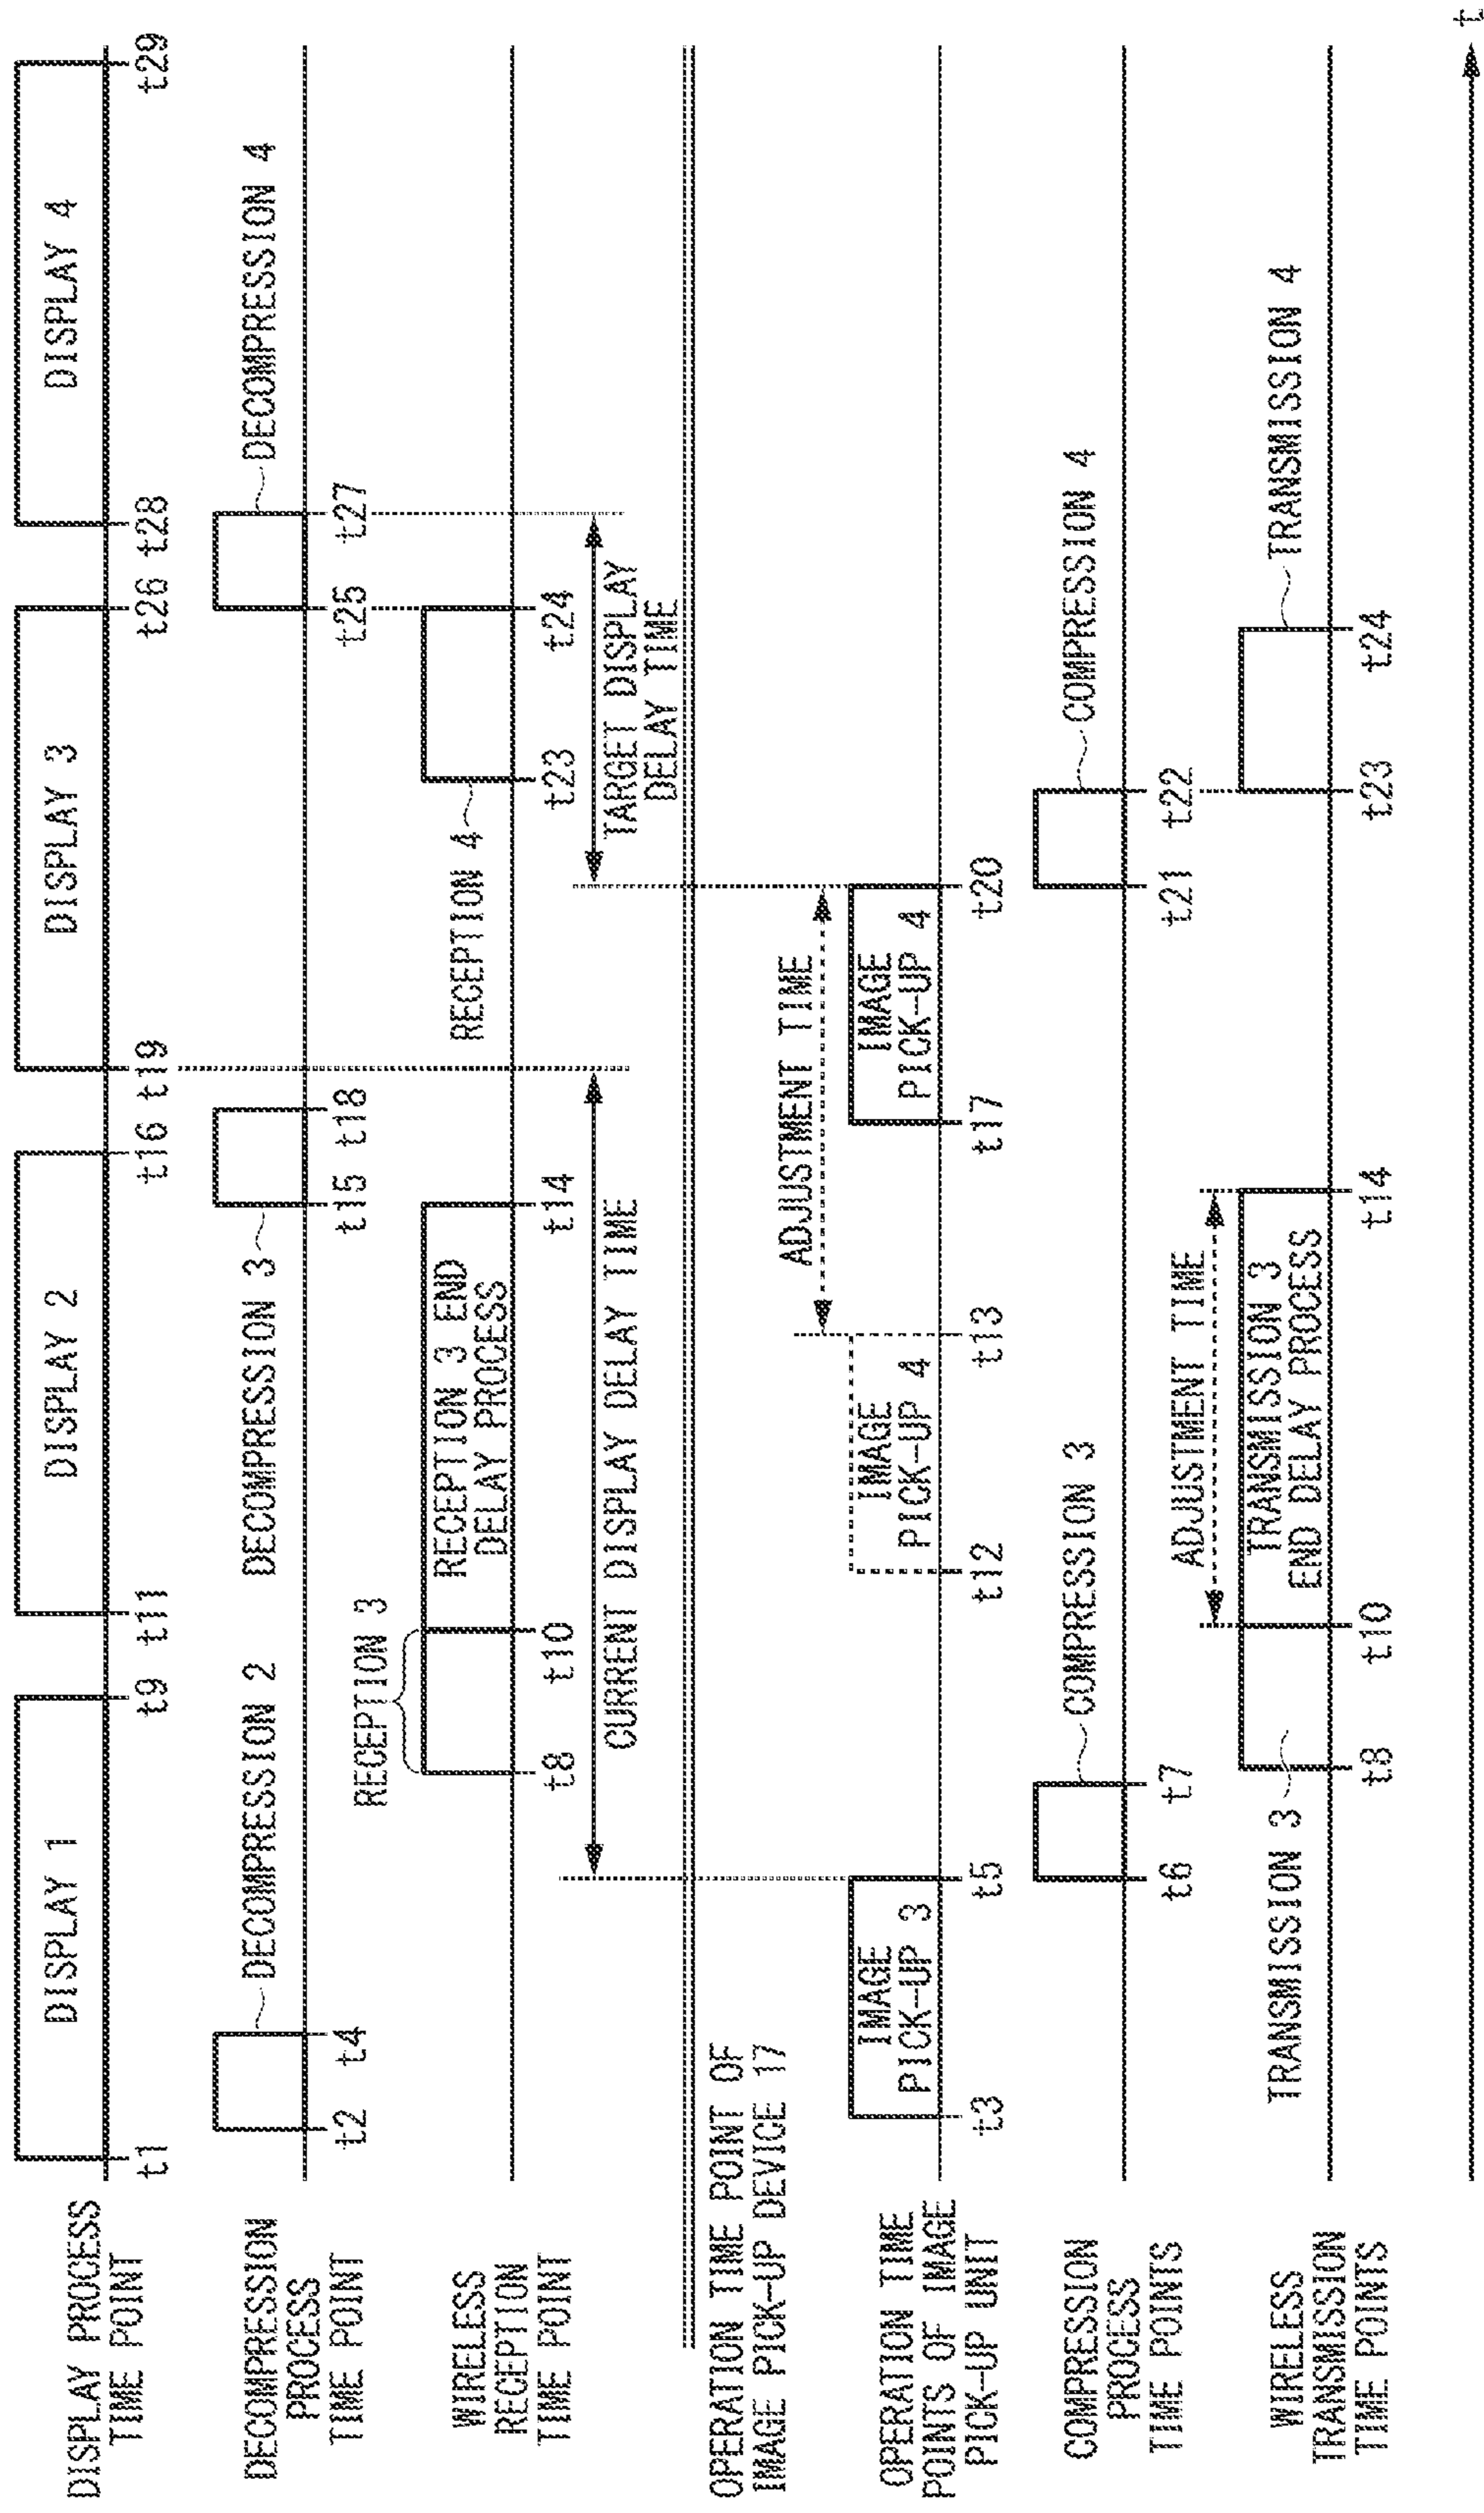 DISPLAY PROCESS
TIME POINT
DISPLAY 1
DISPLAY 2
DISPLAY 3
DISPLAY 4
t1
t9
t11
t16
t19
t26
t28
t29
DECOMPRESSION
PROCESS
TIME POINT
DECOMPRESSION 2
DECOMPRESSION 3
DECOMPRESSION 4
t2
t4
t15
t18
t25
t27
WIRELESS
RECEPTION
TIME POINT
RECEPTION 3
RECEPTION 3 END
DELAY PROCESS
RECEPTION 4
t8
t10
t14
t23
t24
CURRENT DISPLAY DELAY TIME
TARGET DISPLAY
DELAY TIME
OPERATION TIME POINT OF
IMAGE PICK-UP DEVICE 17
OPERATION TIME
POINTS OF IMAGE
PICK-UP UNIT
IMAGE
PICK-UP 3
IMAGE
PICK-UP 4
ADJUSTMENT TIME
IMAGE
PICK-UP 4
t3
t5
t12
t13
t17
t20
COMPRESSION
PROCESS
TIME POINTS
COMPRESSION 3
COMPRESSION 4
t6
t7
t21
t22
WIRELESS
TRANSMISSION
TIME POINTS
TRANSMISSION 3
ADJUSTMENT TIME
TRANSMISSION 3
END DELAY PROCESS
TRANSMISSION 4
t8
t10
t14
t23
t24
t